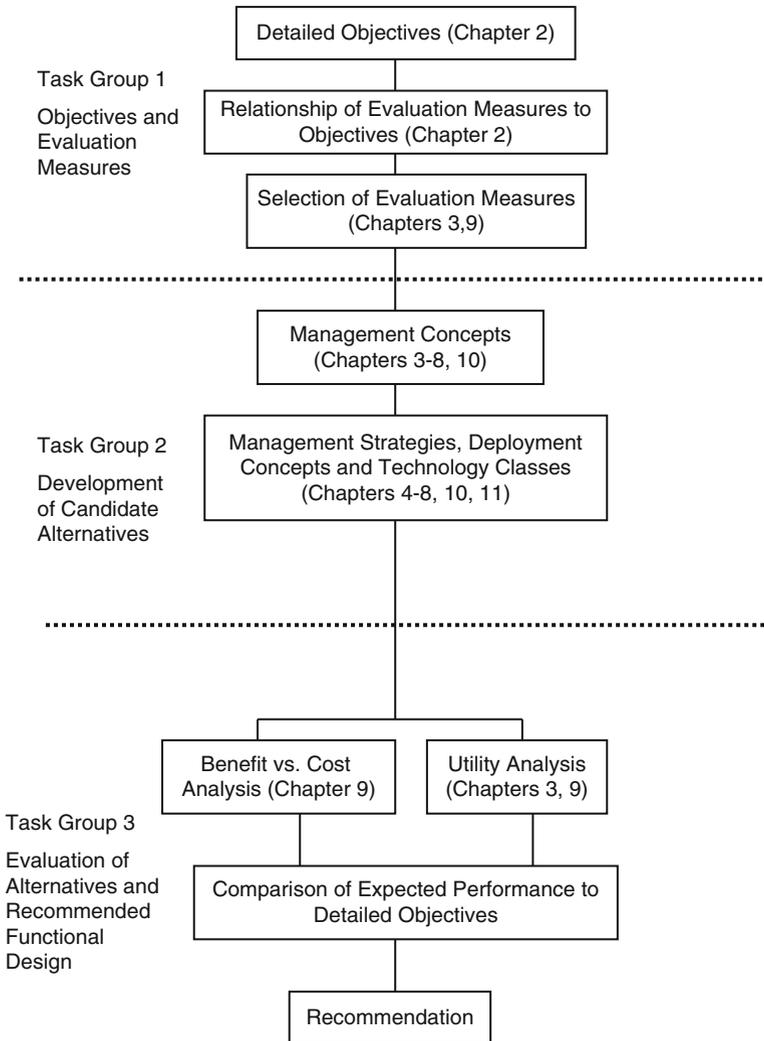 Detailed Objectives (Chapter 2)
Task Group 1
Objectives and
Evaluation
Measures
Relationship of Evaluation Measures to
Objectives (Chapter 2)
Selection of Evaluation Measures
(Chapters 3,9)
Management Concepts
(Chapters 3-8, 10)
Task Group 2
Development
of Candidate
Alternatives
Management Strategies, Deployment
Concepts and Technology Classes
(Chapters 4-8, 10, 11)
Benefit vs. Cost
Analysis (Chapter 9)
Utility Analysis
(Chapters 3, 9)
Task Group 3
Evaluation of
Alternatives and
Recommended
Functional
Design
Comparison of Expected Performance to
Detailed Objectives
Recommendation